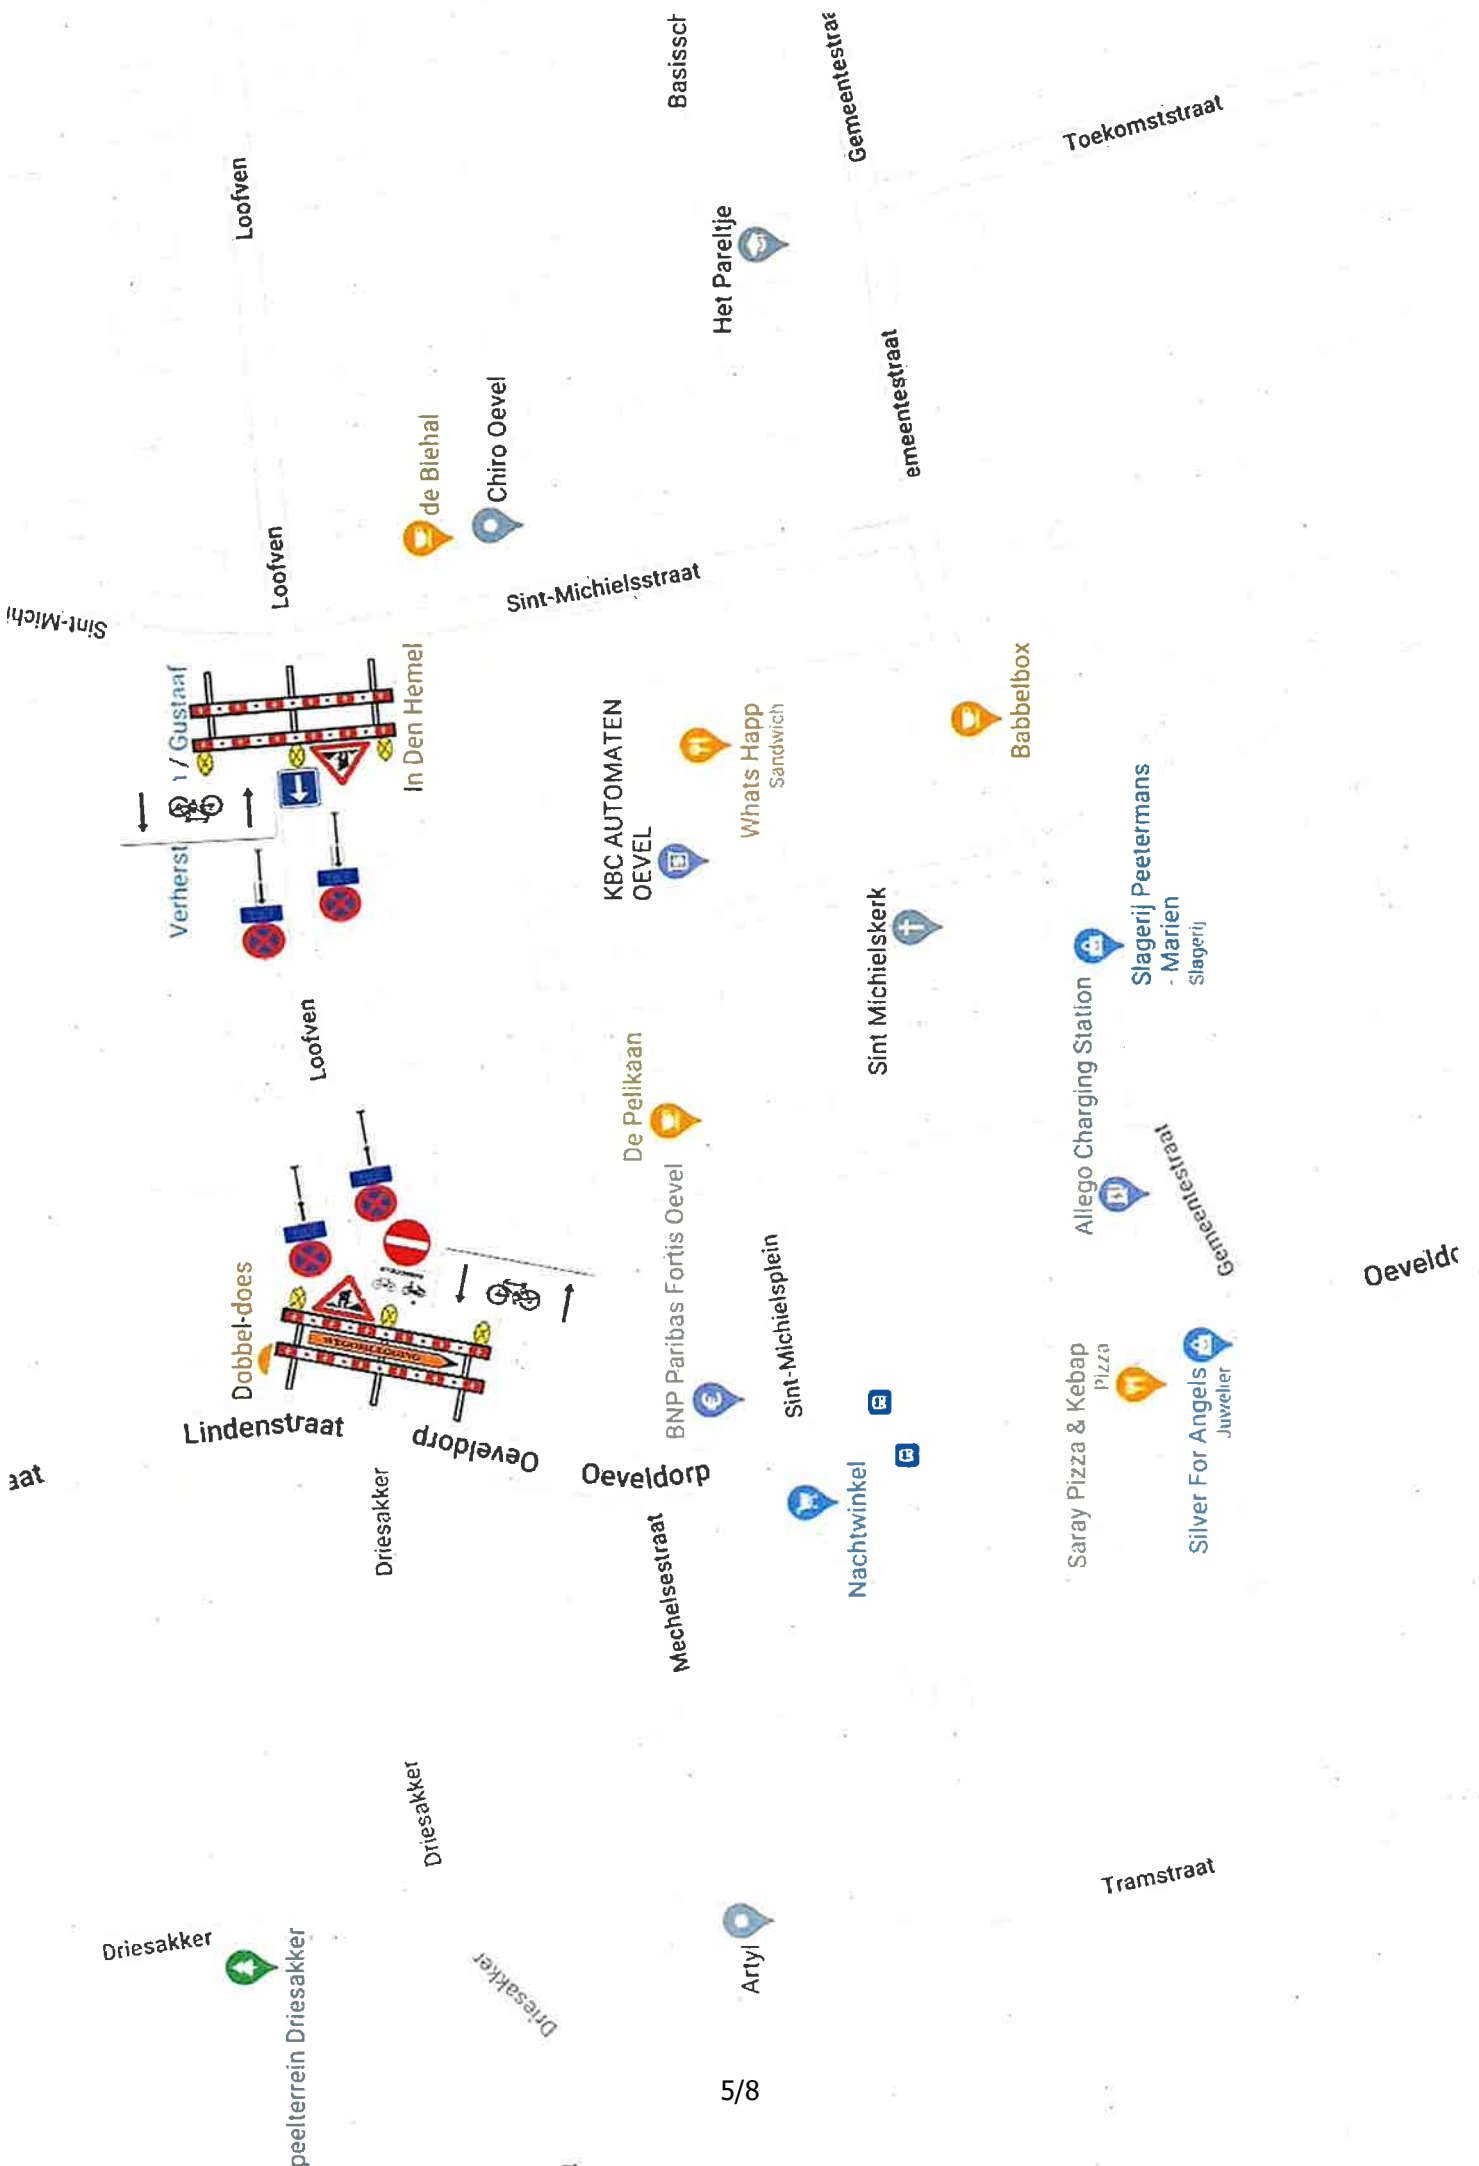 Basissch
Gemeentestraa
Toekomststraat
Loofven
Het Pareltje
emeentestraat
de Biehal
Chiro Oevel
Loofven
Sint-Michielsstraat
Sint-Michi
Verherst
n / Gustaaf
In Den Hemel
KBC AUTOMATEN
OEVEL
Whats Happ
Sandwich
Babbelbox
Sint Michielskerk
Slagerij Peetermans
- Marien
Slagerij
Loofven
De Pelikaan
Allego Charging Station
Gemeentestraat
Oeveldo
Dobbel-does
WEGOMLEGGING
BNP Paribas Fortis Oevel
Sint-Michielsplein
Saray Pizza & Kebap
Pizza
Silver For Angels
Juwelier
Lindenstraat
Oeveldorp
Oeveldorp
aat
Driesakker
Mechelsestraat
Nachtwinkel
Driesakker
Driesakker
peelterrein Driesakker
Driesakker
Artyl
Tramstraat
5/8